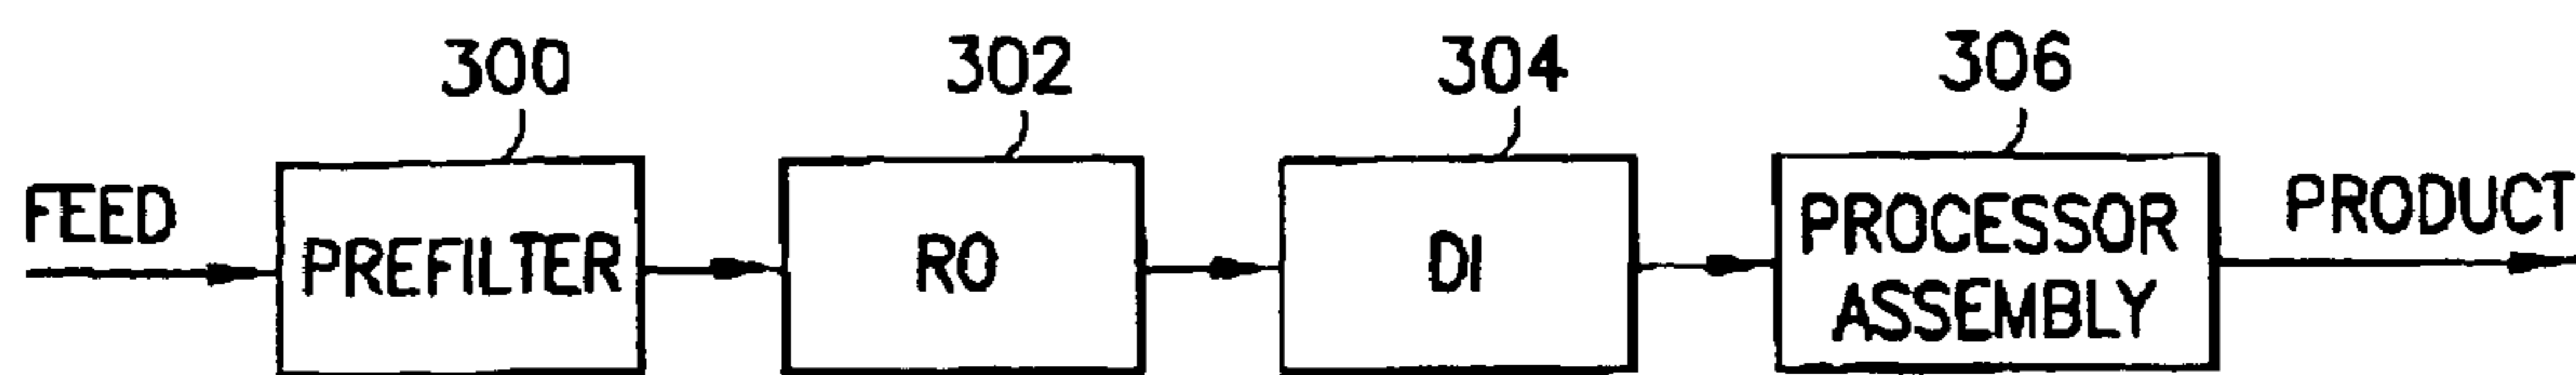 300 302 304 306
FEED PREFILTER RO DI PROCESSOR ASSEMBLY PRODUCT